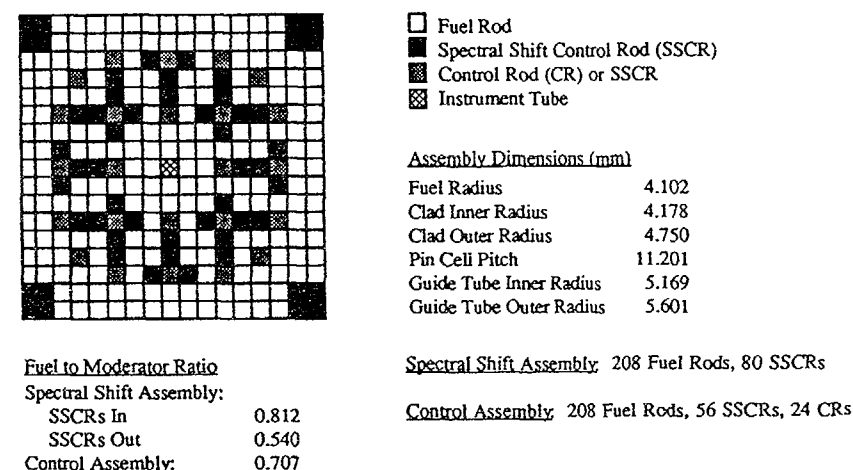 Fuel Rod
Spectral Shift Control Rod (SSCR)
Control Rod (CR) or SSCR
Instrument Tube
Assembly Dimensions (mm)
Fuel Radius 4.102
Clad Inner Radius 4.178
Clad Outer Radius 4.750
Pin Cell Pitch 11.201
Guide Tube Inner Radius 5.169
Guide Tube Outer Radius 5.601
Fuel to Moderator Ratio
Spectral Shift Assembly:
SSCRs In 0.812
SSCRs Out 0.540
Control Assembly: 0.707
Spectral Shift Assembly: 208 Fuel Rods, 80 SSCRs
Control Assembly: 208 Fuel Rods, 56 SSCRs, 24 CRs